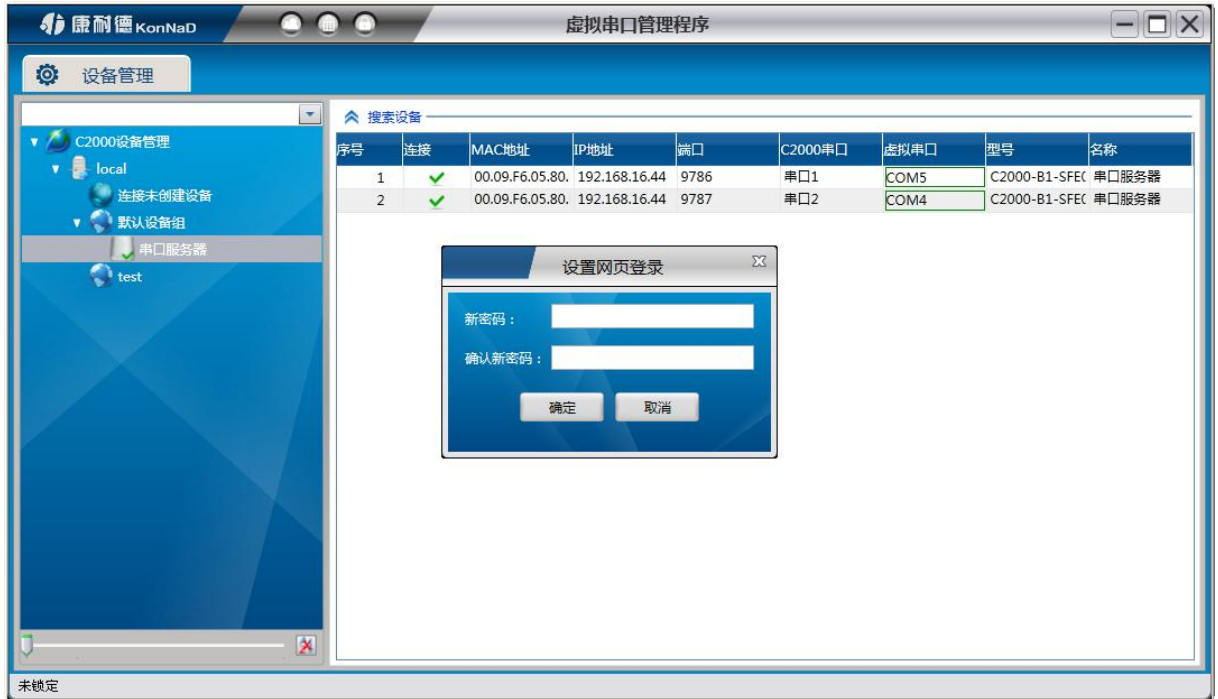 康耐德 KonNaD
虚拟串口管理程序
设备管理
C2000设备管理
local
连接未创建设备
默认设备组
串口服务器
test
搜索设备
序号 连接 MAC地址 IP地址 端口 C2000串口 虚拟串口 型号 名称
1 00.09.F6.05.80. 192.168.16.44 9786 串口1 COM5 C2000-B1-SFE( 串口服务器
2 00.09.F6.05.80. 192.168.16.44 9787 串口2 COM4 C2000-B1-SFE( 串口服务器
设置网页登录
新密码：
确认新密码：
确定 取消
未锁定